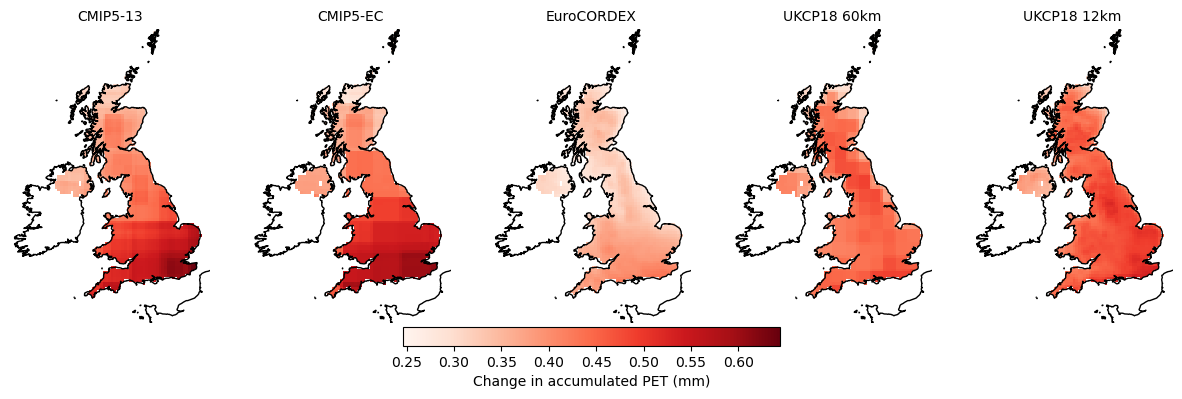 CMIP5-13 CMIP5-EC EuroCORDEX UKCP18 60km UKCP18 12km
0.25 0.30 0.35 0.40 0.45 0.50 0.55 0.60
Change in accumulated PET (mm)